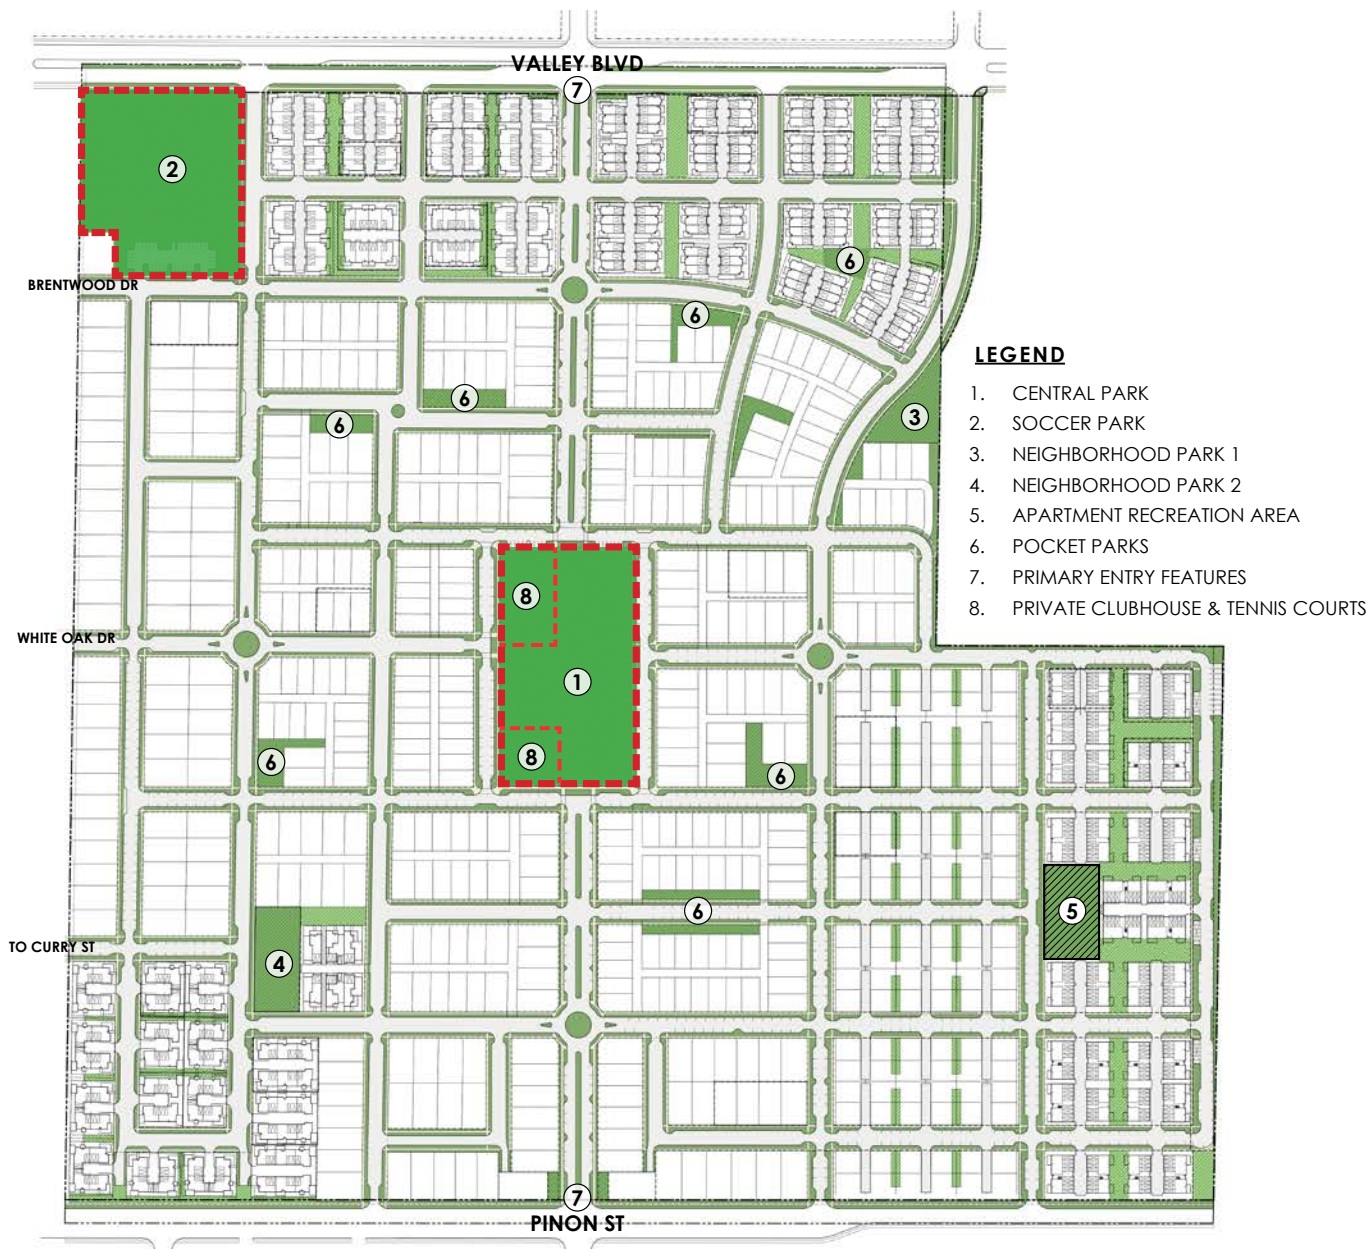 VALLEY BLVD
7
2
6
BRENTWOOD DR
6
LEGEND
1. CENTRAL PARK
2. SOCCER PARK
3. NEIGHBORHOOD PARK 1
4. NEIGHBORHOOD PARK 2
5. APARTMENT RECREATION AREA
6. POCKET PARKS
7. PRIMARY ENTRY FEATURES
8. PRIVATE CLUBHOUSE & TENNIS COURTS
6
3
6
8
WHITE OAK DR
1
8
6
6
6
5
TO CURRY ST
4
7
PINON ST